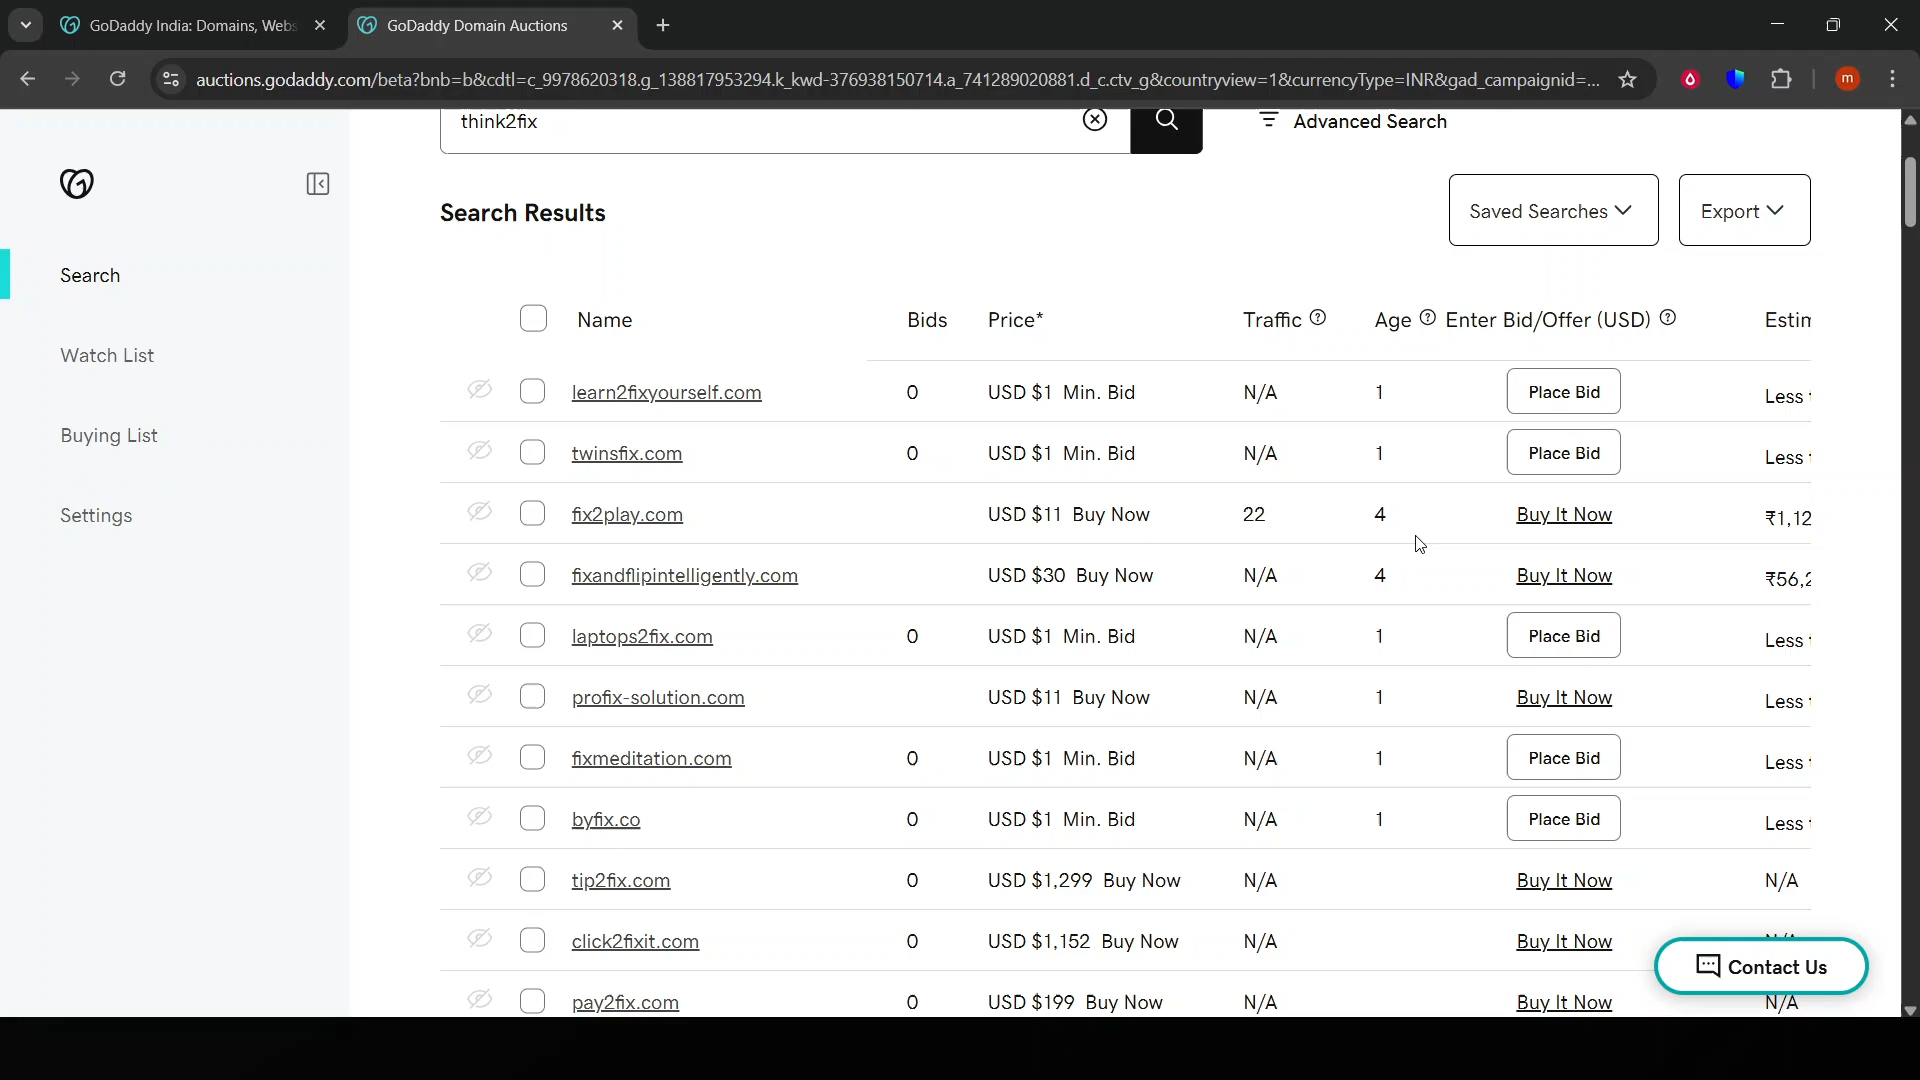 GoDaddy India: Domains, Webs
GoDaddy Domain Auctions
auctions.godaddy.com/beta?bnb=b&cdtl=c_9978620318.g_138817953294.k_kwd-376938150714.a_741289020881.d_c.ctv_g&countryview=1&currencyType=INR&gad_campaignid=...
m
think2fix
Advanced Search
Search Results
Saved Searches
Export
Search
Watch List
Buying List
Settings
Name Bids Price* Traffic Age Enter Bid/Offer (USD) Estim
learn2fixyourself.com 0 USD $1 Min. Bid N/A 1 Place Bid Less
twinsfix.com 0 USD $1 Min. Bid N/A 1 Place Bid Less
fix2play.com USD $11 Buy Now 22 4 Buy It Now ₹1,12
fixandflipintelligently.com USD $30 Buy Now N/A 4 Buy It Now ₹56,2
laptops2fix.com 0 USD $1 Min. Bid N/A 1 Place Bid Less
profix-solution.com USD $11 Buy Now N/A 1 Buy It Now Less
fixmeditation.com 0 USD $1 Min. Bid N/A 1 Place Bid Less
byfix.co 0 USD $1 Min. Bid N/A 1 Place Bid Less
tip2fix.com 0 USD $1,299 Buy Now N/A Buy It Now N/A
click2fixit.com 0 USD $1,152 Buy Now N/A Buy It Now
pay2fix.com 0 USD $199 Buy Now N/A Buy It Now N/A
Contact Us